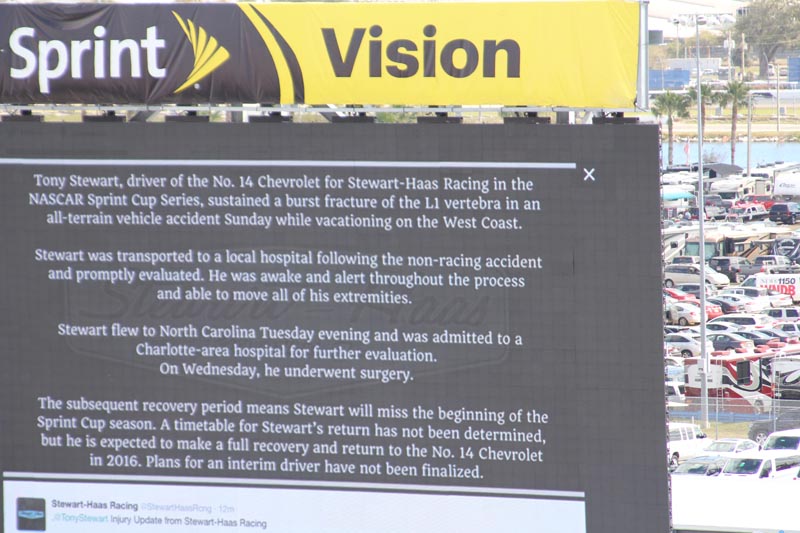 Sprint Vision
x
Tony Stewart, driver of the No. 14 Chevrolet for Stewart-Haas Racing in the
NASCAR Sprint Cup Series, sustained a burst fracture of the L1 vertebra in an
all-terrain vehicle accident Sunday while vacationing on the West Coast.
Stewart was transported to a local hospital following the non-racing accident
and promptly evaluated. He was awake and alert throughout the process
and able to move all of his extremities.
Stewart flew to North Carolina Tuesday evening and was admitted to a
Charlotte-area hospital for further evaluation.
On Wednesday, he underwent surgery.
The subsequent recovery period means Stewart will miss the beginning of the
Sprint Cup season. A timetable for Stewart's return has not been determined,
but he is expected to make a full recovery and return to the No. 14 Chevrolet
in 2016. Plans for an interim driver have not been finalized.
Stewart-Haas Racing @StewartHaasRcng · 12m
.@TonyStewart Injury Update from Stewart-Haas Racing
Stewart-Haas
1150
WNDB